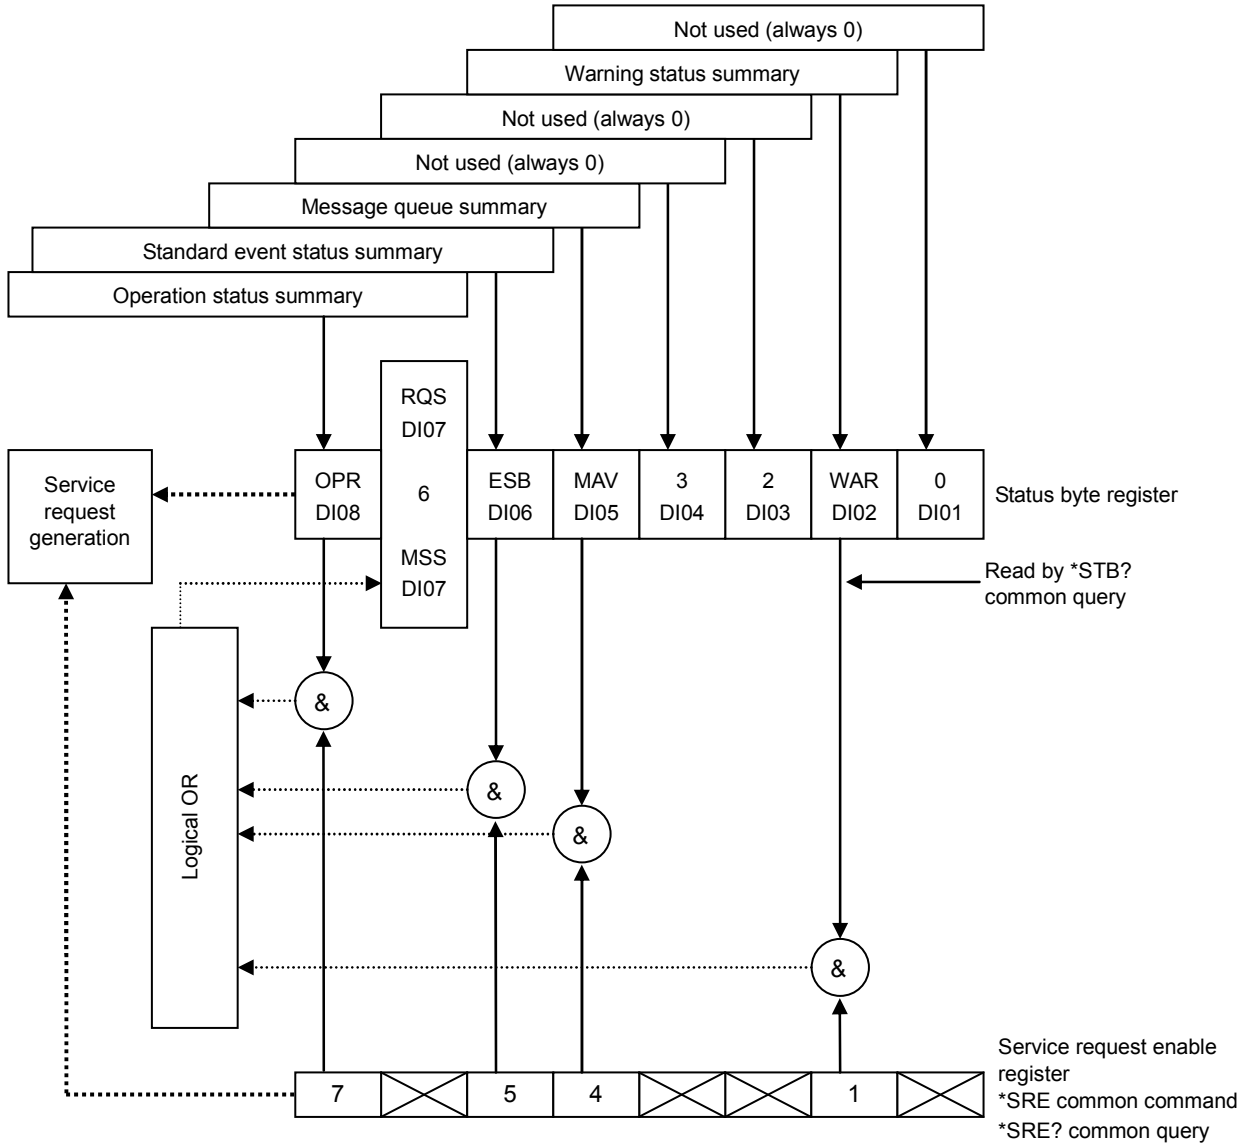 Not used (always 0)
Warning status summary
Not used (always 0)
Not used (always 0)
Message queue summary
Standard event status summary
Operation status summary
RQS
DI07
6
MSS
DI07
Service
request
generation
OPR
DI08
ESB
DI06
MAV
DI05
3
DI04
2
DI03
WAR
DI02
0
DI01
Status byte register
Read by *STB?
common query
&
&
&
&
Logical OR
7
5
4
1
Service request enable
register
*SRE common command
*SRE? common query